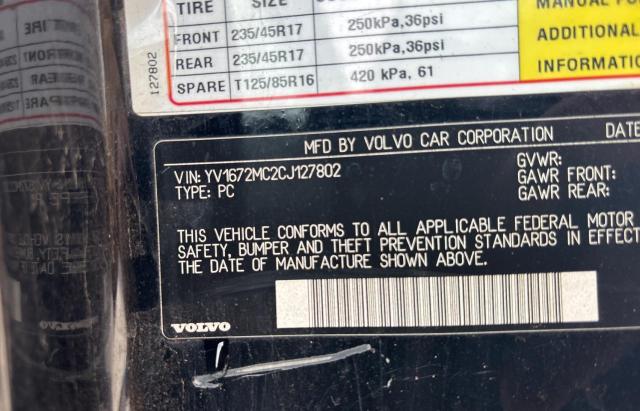 TIRE SIZE
FRONT 235/45R17 250kPa,36psi
REAR 235/45R17 250kPa,36psi
SPARE T125/85R16 420 kPa, 61
ADDITIONAL
INFORMATIO
127802
MFD BY VOLVO CAR CORPORATION DATE
VIN: YV1672MC2CJ127802
TYPE: PC
GVWR:
GAWR FRONT:
GAWR REAR:
THIS VEHICLE CONFORMS TO ALL APPLICABLE FEDERAL MOTOR
SAFETY, BUMPER AND THEFT PREVENTION STANDARDS IN EFFECT
THE DATE OF MANUFACTURE SHOWN ABOVE.
VOLVO